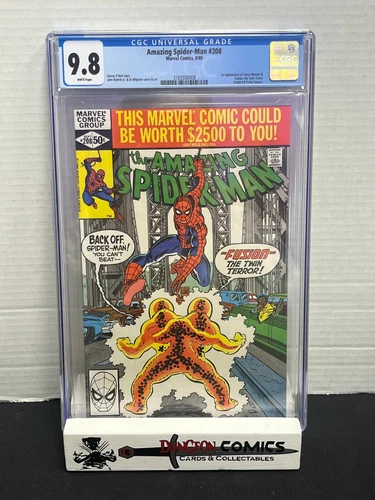 CGC UNIVERSAL GRADE
9.8
WHITE Pages
Amazing Spider-Man #208
Marvel Comics, 9/80
MARVEL COMICS GROUP
50¢
208
THIS MARVEL COMIC COULD
BE WORTH $2500 TO YOU!
the AMAZING
SPIDER-MAN
BACK OFF,
SPIDER-MAN!
YOU CAN'T
BEAT--
--FUSION--
THE TWIN
TERROR!
DUNGEON COMICS
CARDS & COLLECTABLES